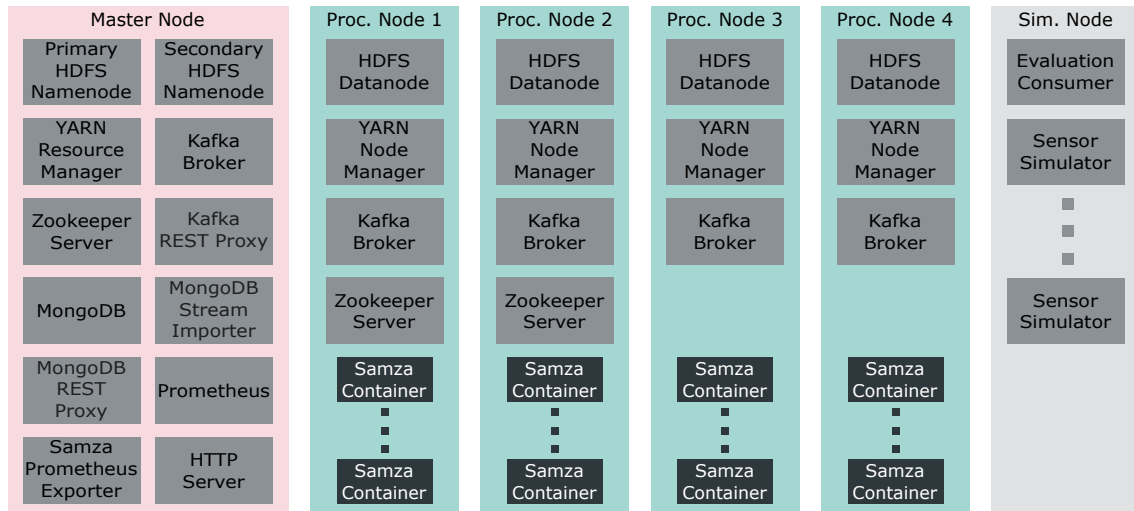 Master Node
Primary
HDFS
Namenode
Secondary
HDFS
Namenode
YARN
Resource
Manager
Kafka
Broker
Zookeeper
Server
Kafka
REST Proxy
MongoDB
MongoDB
Stream
Importer
MongoDB
REST
Proxy
Prometheus
Samza
Prometheus
Exporter
HTTP
Server
Proc. Node 1
HDFS
Datanode
YARN
Node
Manager
Kafka
Broker
Zookeeper
Server
Samza
Container
Samza
Container
Proc. Node 2
HDFS
Datanode
YARN
Node
Manager
Kafka
Broker
Zookeeper
Server
Samza
Container
Samza
Container
Proc. Node 3
HDFS
Datanode
YARN
Node
Manager
Kafka
Broker
Samza
Container
Samza
Container
Proc. Node 4
HDFS
Datanode
YARN
Node
Manager
Kafka
Broker
Samza
Container
Samza
Container
Sim. Node
Evaluation
Consumer
Sensor
Simulator
Sensor
Simulator